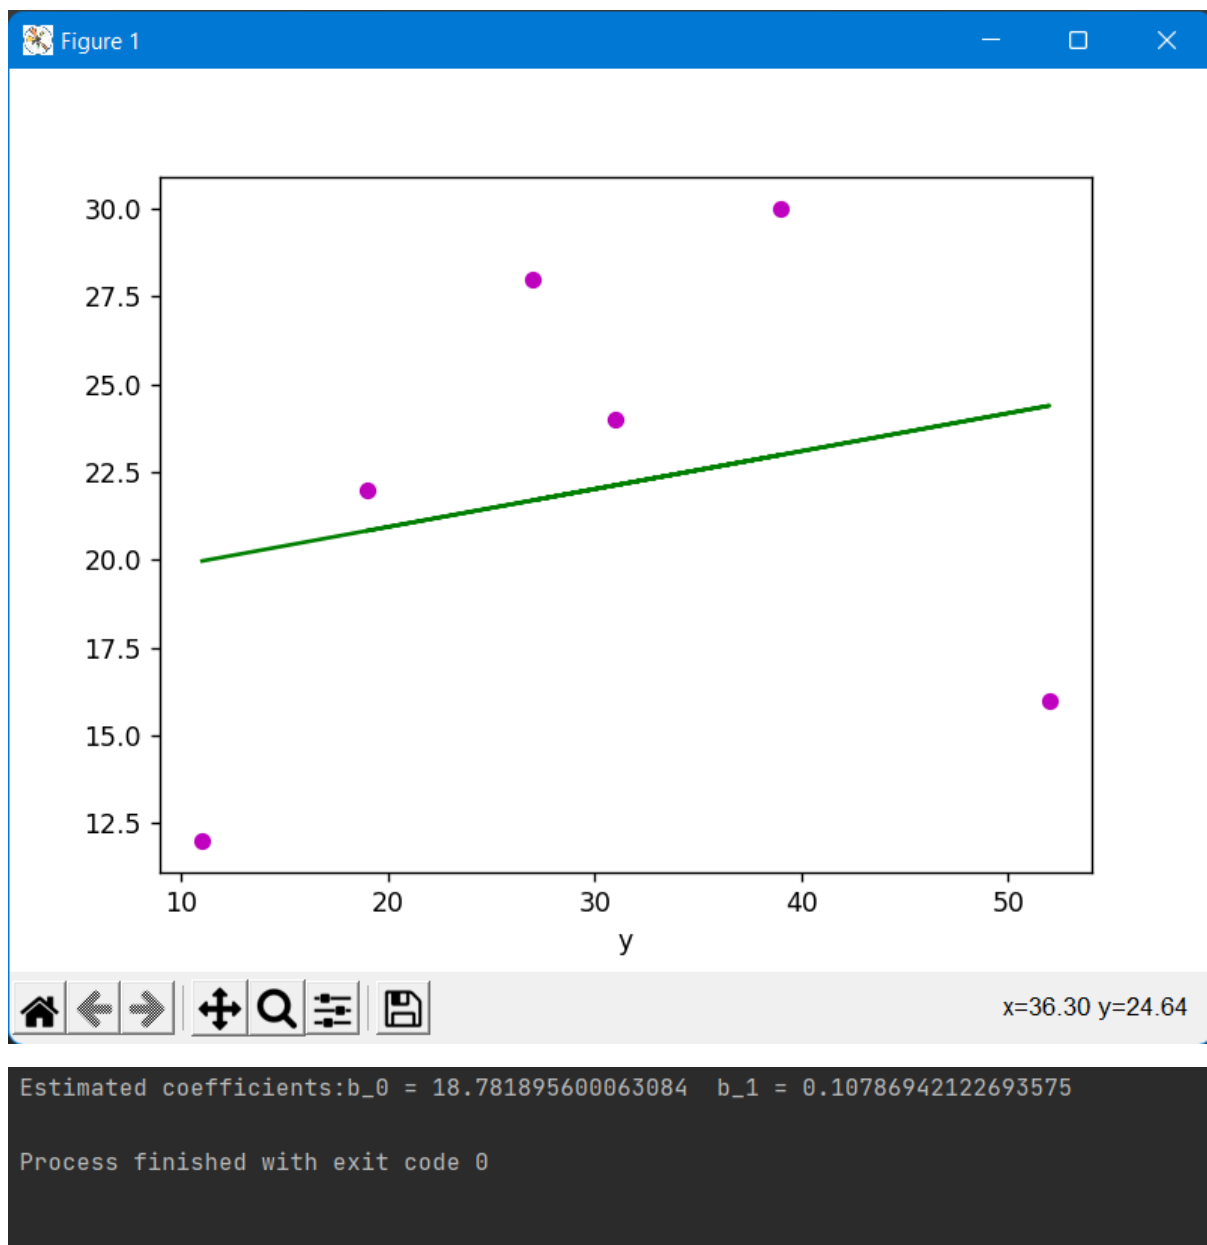 Figure 1
30.0
27.5
25.0
22.5
20.0
17.5
15.0
12.5
10 20 30 40 50
y
x=36.30 y=24.64
Estimated coefficients:b_0 = 18.781895600063084  b_1 = 0.10786942122693575
Process finished with exit code 0